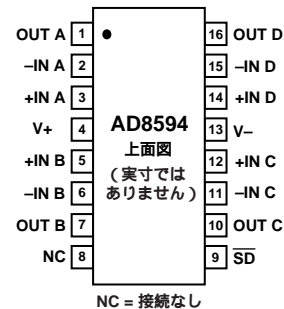 OUT A 1 16 OUT D
–IN A 2 15 –IN D
+IN A 3 14 +IN D
V+ 4 AD8594 13 V–
上面図
+IN B 5 (実寸では 12 +IN C
–IN B 6 ありません) 11 –IN C
OUT B 7 10 OUT C
NC 8 9 SD
NC = 接続なし